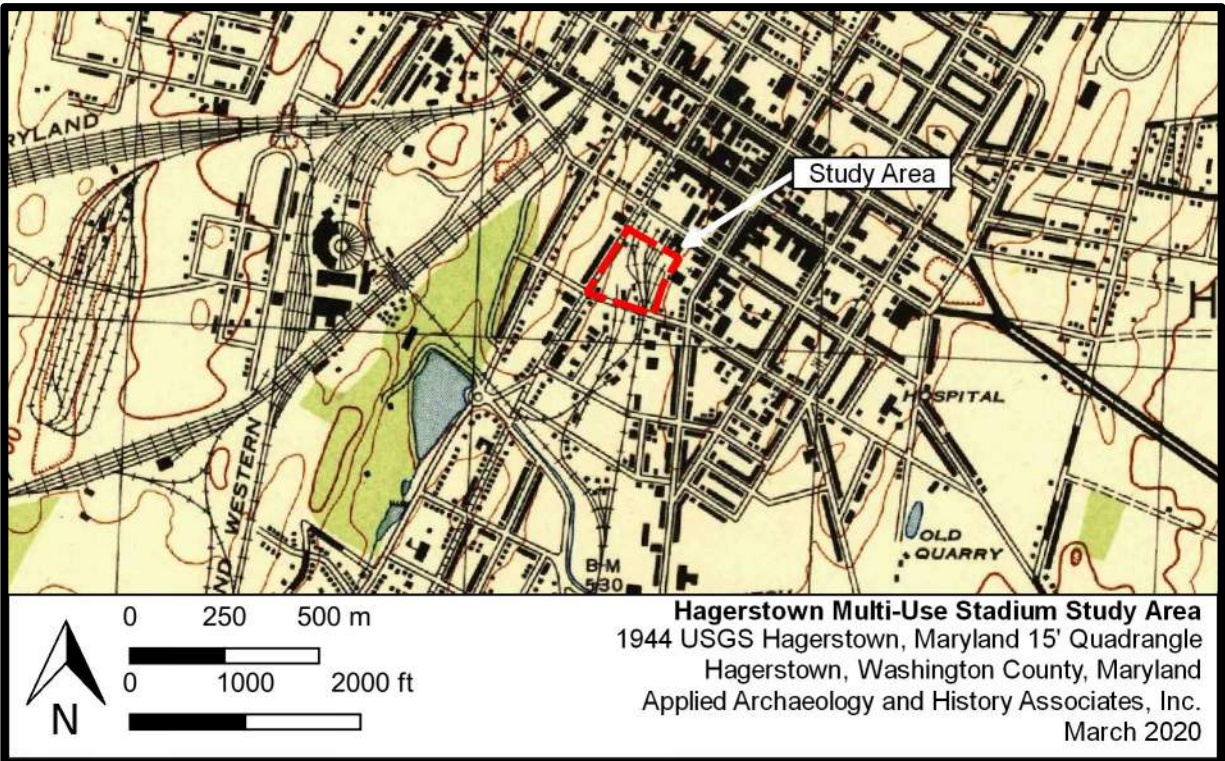 RYLAND
Study Area
H
HOSPITAL
WESTERN
ND
OLD
QUARRY
B M
530
0 250 500 m
0 1000 2000 ft
N
Hagerstown Multi-Use Stadium Study Area
1944 USGS Hagerstown, Maryland 15' Quadrangle
Hagerstown, Washington County, Maryland
Applied Archaeology and History Associates, Inc.
March 2020